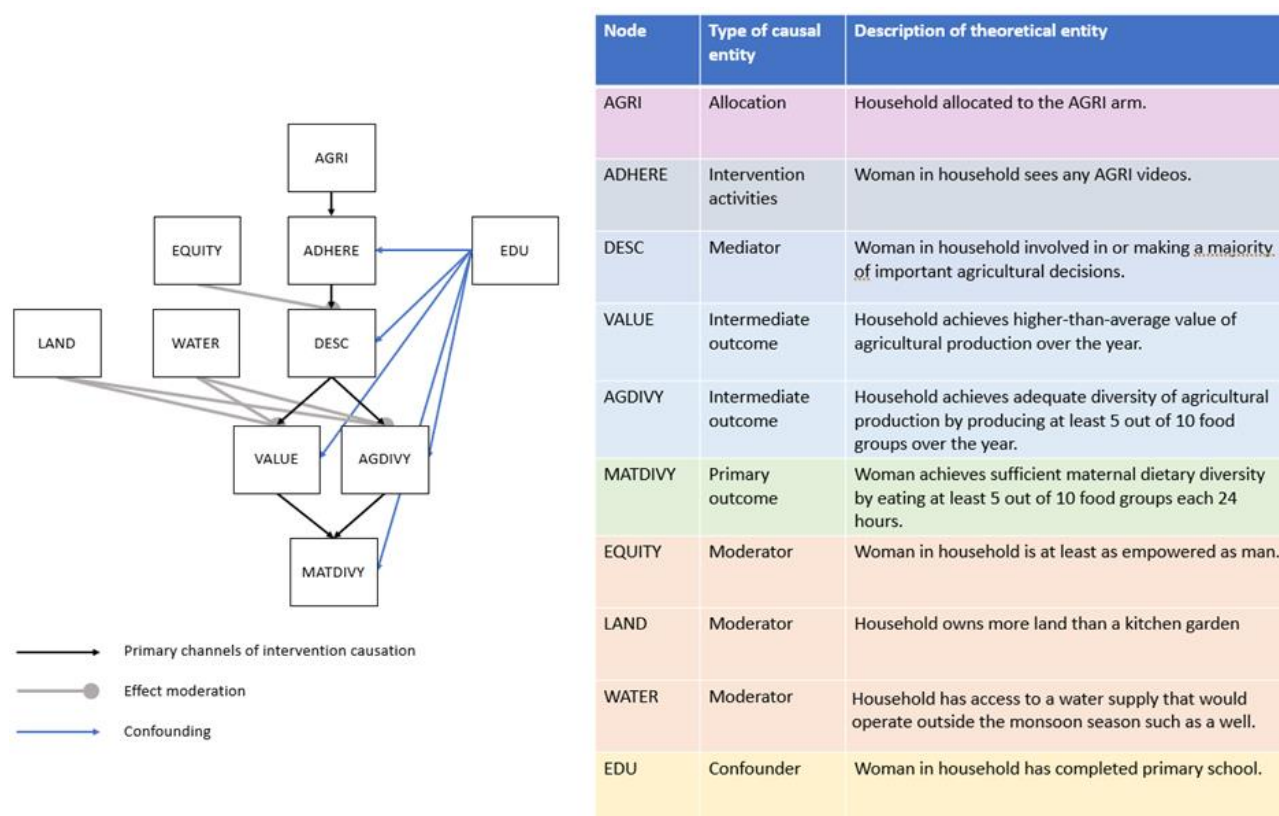 AGRI
EQUITY
ADHERE
EDU
LAND
WATER
DESC
VALUE
AGDIVY
MATDIVY
Primary channels of intervention causation
Effect moderation
Confounding
Node
Type of causal
entity
Description of theoretical entity
AGRI
Allocation
Household allocated to the AGRI arm.
ADHERE
Intervention
activities
Woman in household sees any AGRI videos.
DESC
Mediator
Woman in household involved in or making a majority
of important agricultural decisions.
VALUE
Intermediate
outcome
Household achieves higher-than-average value of
agricultural production over the year.
AGDIVY
Intermediate
outcome
Household achieves adequate diversity of agricultural
production by producing at least 5 out of 10 food
groups over the year.
MATDIVY
Primary
outcome
Woman achieves sufficient maternal dietary diversity
by eating at least 5 out of 10 food groups each 24
hours.
EQUITY
Moderator
Woman in household is at least as empowered as man.
LAND
Moderator
Household owns more land than a kitchen garden
WATER
Moderator
Household has access to a water supply that would
operate outside the monsoon season such as a well.
EDU
Confounder
Woman in household has completed primary school.